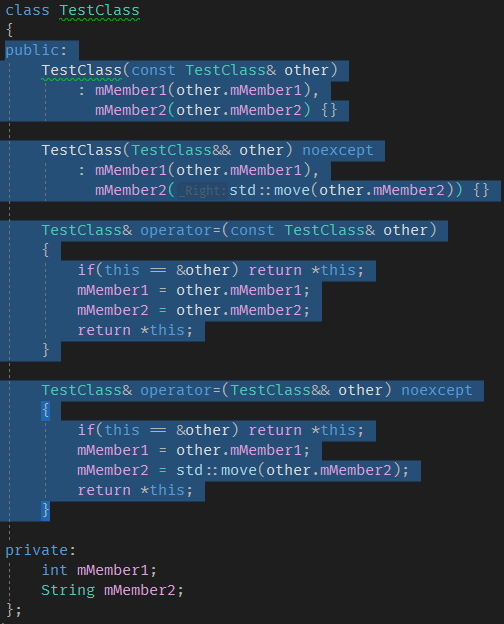 class TestClass
{
public:
    TestClass(const TestClass& other)
        : mMember1(other.mMember1),
          mMember2(other.mMember2) {}
    TestClass(TestClass&& other) noexcept
        : mMember1(other.mMember1),
          mMember2(_Right:std::move(other.mMember2)) {}
    TestClass& operator=(const TestClass& other)
    {
        if(this == &other) return *this;
        mMember1 = other.mMember1;
        mMember2 = other.mMember2;
        return *this;
    }
    TestClass& operator=(TestClass&& other) noexcept
    {
        if(this == &other) return *this;
        mMember1 = other.mMember1;
        mMember2 = std::move(other.mMember2);
        return *this;
    }
private:
    int mMember1;
    String mMember2;
};